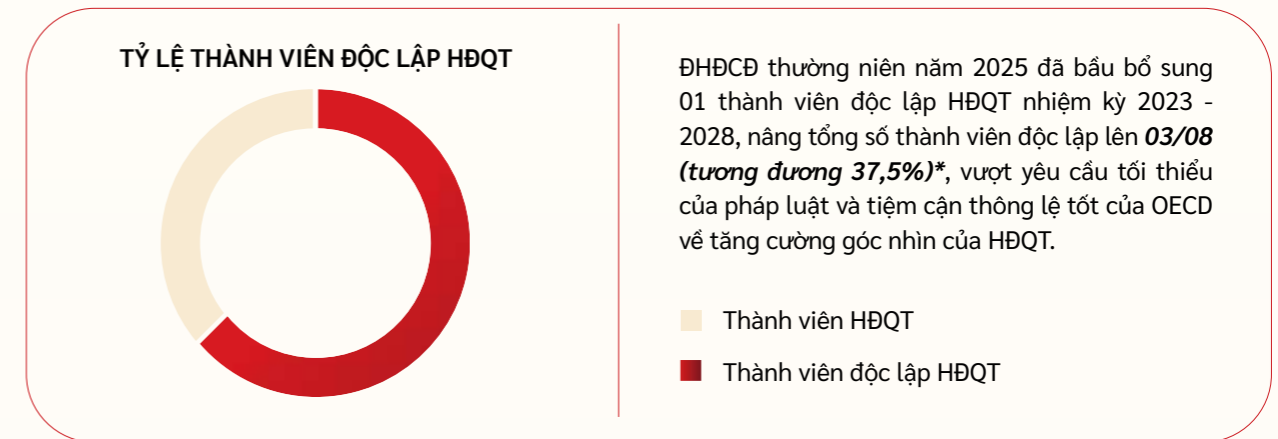 TỶ LỆ THÀNH VIÊN ĐỘC LẬP HĐQT
ĐHĐCĐ thường niên năm 2025 đã bầu bổ sung
01 thành viên độc lập HĐQT nhiệm kỳ 2023 -
2028, nâng tổng số thành viên độc lập lên 03/08
(tương đương 37,5%)*, vượt yêu cầu tối thiểu
của pháp luật và tiệm cận thông lệ tốt của OECD
về tăng cường góc nhìn của HĐQT.
Thành viên HĐQT
Thành viên độc lập HĐQT